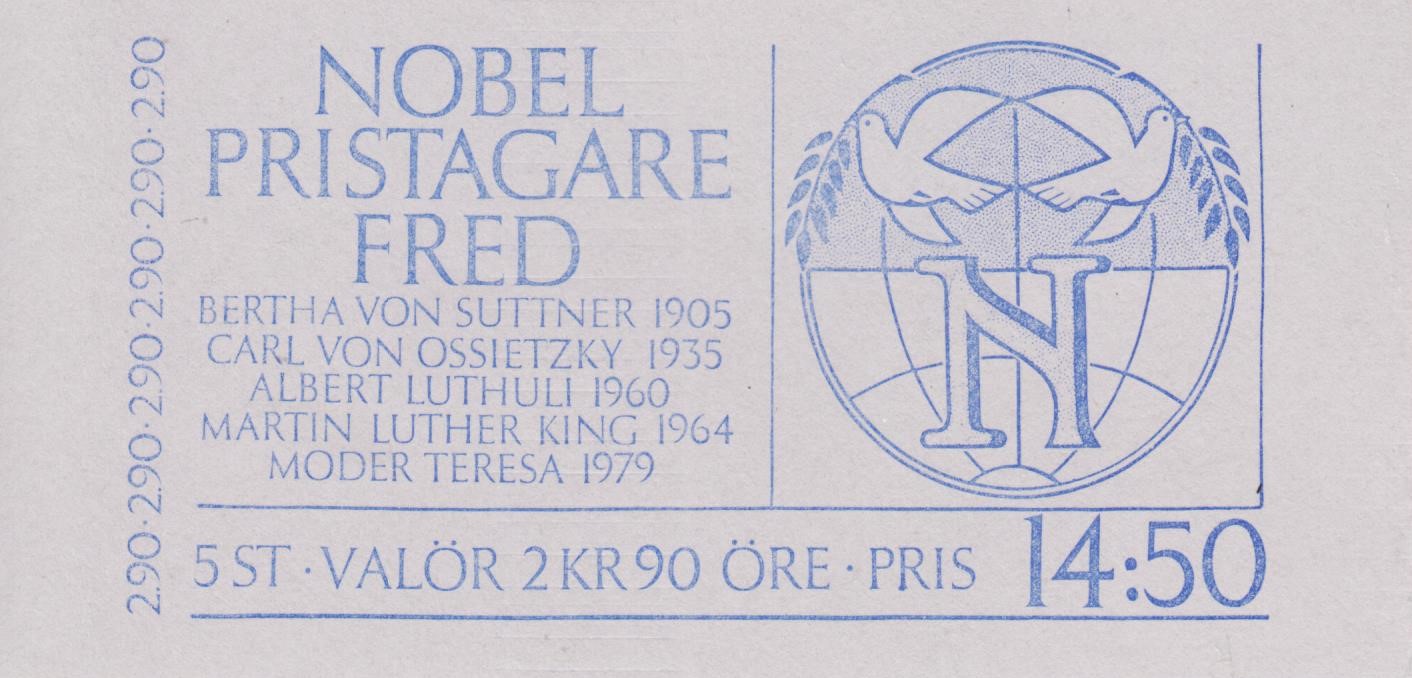 2.90·2.90·2.90·2.90·2.90·2.90
NOBEL
PRISTAGARE
FRED
BERTHA VON SUTTNER 1905
CARL VON OSSIETZKY 1935
ALBERT LUTHULI 1960
MARTIN LUTHER KING 1964
MODER TERESA 1979
N
5 ST · VALÖR 2 KR 90 ÖRE · PRIS 14:50